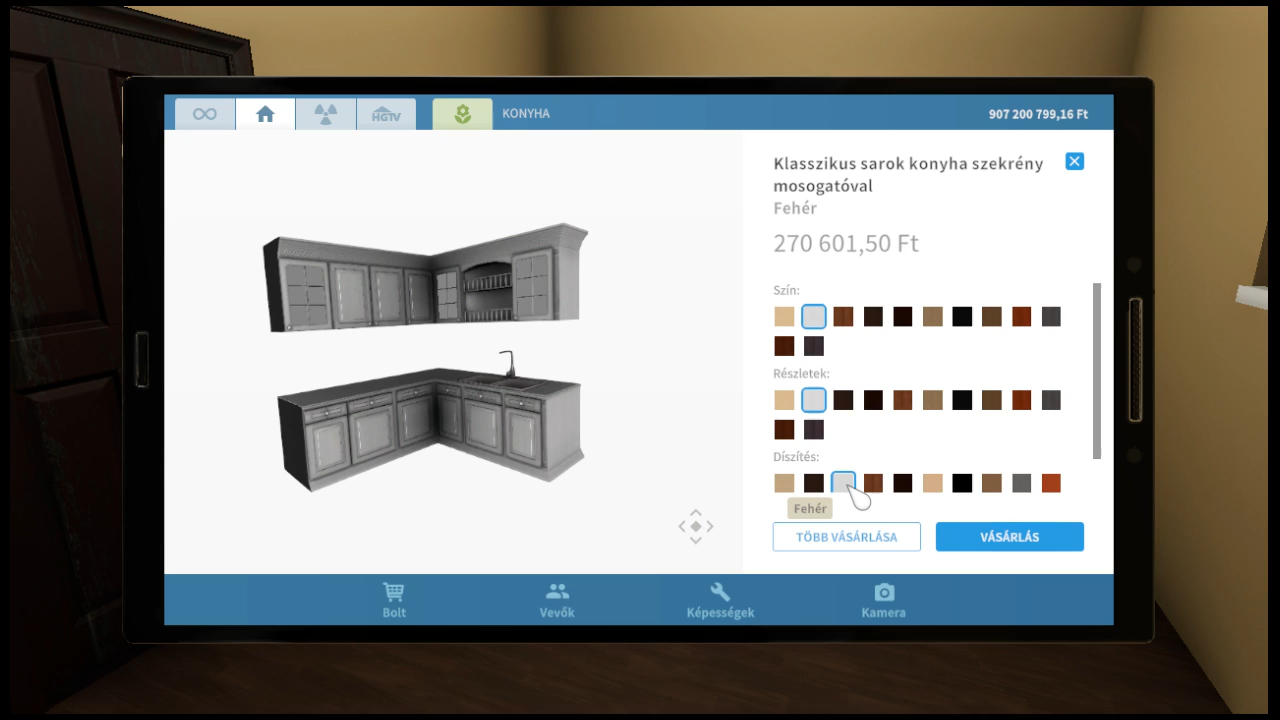 HGTV
KONYHA
907 200 799,16 Ft
Klasszikus sarok konyha szekrény
mosogatóval
Fehér
270 601,50 Ft
Szín:
Részletek:
Díszítés:
Fehér
TÖBB VÁSÁRLÁSA
VÁSÁRLÁS
Bolt
Vevők
Képességek
Kamera